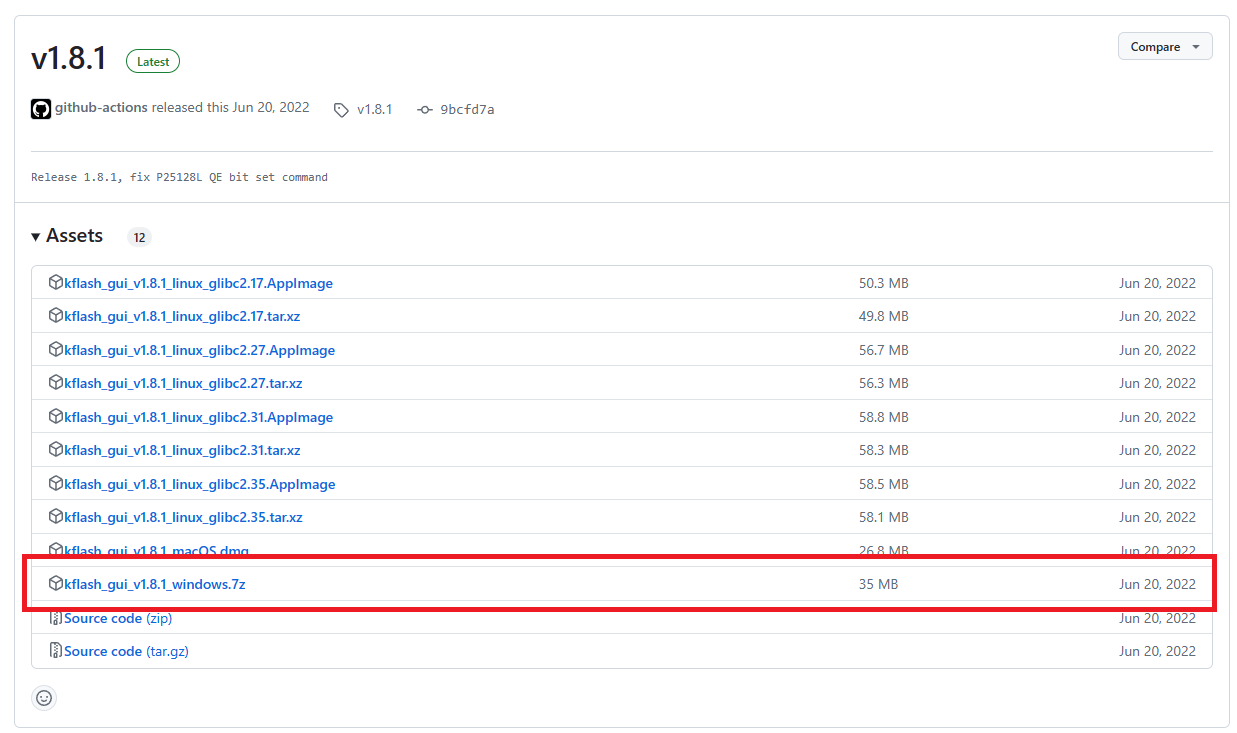 v1.8.1 Latest Compare
github-actions released this Jun 20, 2022 v1.8.1 9bcfd7a
Release 1.8.1, fix P25128L QE bit set command
Assets 12
kflash_gui_v1.8.1_linux_glibc2.17.AppImage 50.3 MB Jun 20, 2022
kflash_gui_v1.8.1_linux_glibc2.17.tar.xz 49.8 MB Jun 20, 2022
kflash_gui_v1.8.1_linux_glibc2.27.AppImage 56.7 MB Jun 20, 2022
kflash_gui_v1.8.1_linux_glibc2.27.tar.xz 56.3 MB Jun 20, 2022
kflash_gui_v1.8.1_linux_glibc2.31.AppImage 58.8 MB Jun 20, 2022
kflash_gui_v1.8.1_linux_glibc2.31.tar.xz 58.3 MB Jun 20, 2022
kflash_gui_v1.8.1_linux_glibc2.35.AppImage 58.5 MB Jun 20, 2022
kflash_gui_v1.8.1_linux_glibc2.35.tar.xz 58.1 MB Jun 20, 2022
kflash_gui_v1.8.1_macOS.dmg 26.8 MB Jun 20, 2022
kflash_gui_v1.8.1_windows.7z 35 MB Jun 20, 2022
Source code (zip) Jun 20, 2022
Source code (tar.gz) Jun 20, 2022